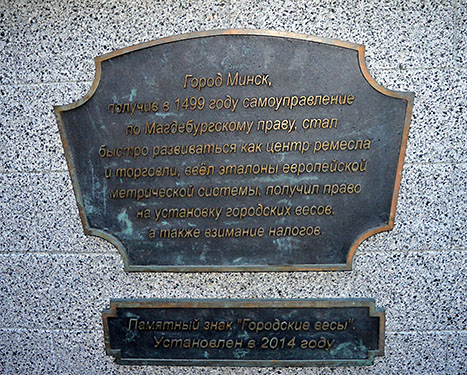 Город Минск,
получив в 1499 году самоуправление
по Магдебургскому праву, стал
быстро развиваться как центр ремесла
и торговли, ввёл эталоны европейской
метрической системы, получил право
на установку городских весов,
а также взимание налогов
Памятный знак "Городские весы".
Установлен в 2014 году